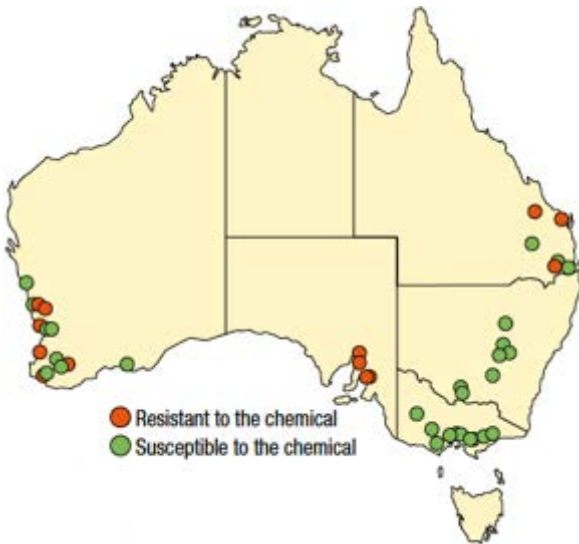 Resistant to the chemical
Susceptible to the chemical